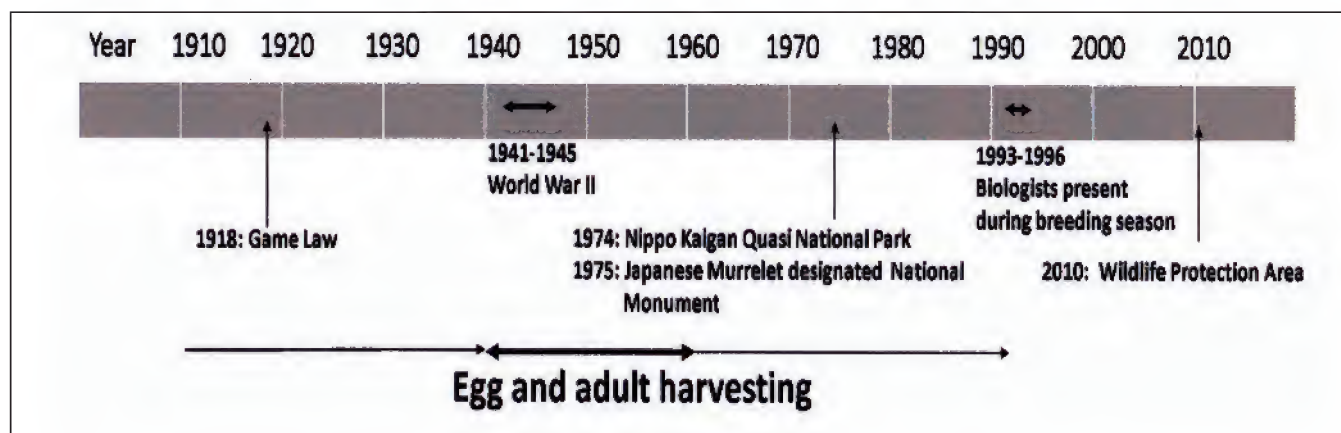 Year 1910 1920 1930 1940 1950 1960 1970 1980 1990 2000 2010
1941-1945
World War II
1993-1996
Biologists present
during breeding season
1918: Game Law
1974: Nippo Kaigan Quasi National Park
1975: Japanese Murrelet designated National
Monument
2010: Wildlife Protection Area
Egg and adult harvesting